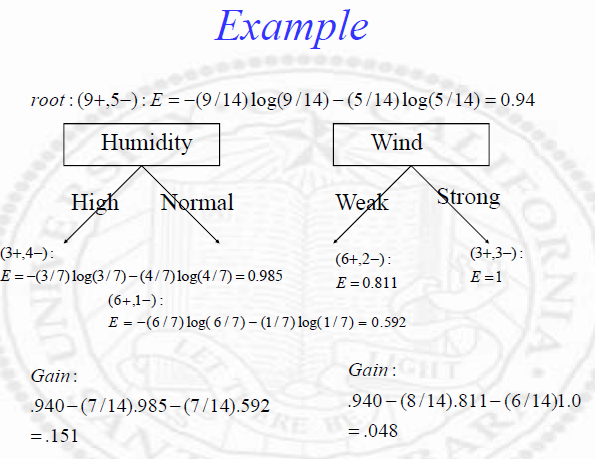 Example
root : (9+,5−) : E = −(9/14)log(9/14) − (5/14)log(5/14) = 0.94
Humidity
Wind
High Normal
Weak Strong
(3+,4−) :
E = −(3/7)log(3/7) − (4/7)log(4/7) = 0.985
(6+,1−) :
E = −(6/7)log(6/7) − (1/7)log(1/7) = 0.592
(6+,2−) :
E = 0.811
(3+,3−) :
E = 1
Gain :
.940 − (7/14).985 − (7/14).592
= .151
Gain :
.940 − (8/14).811 − (6/14)1.0
= .048